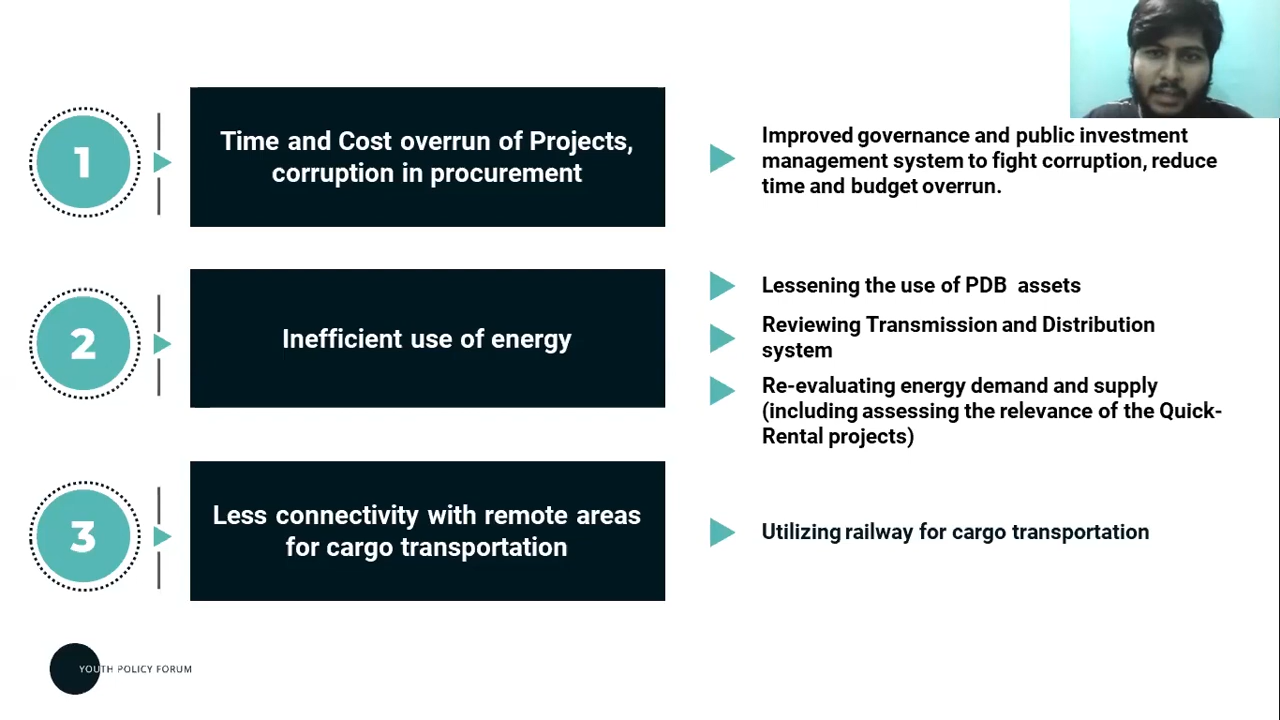 1
Time and Cost overrun of Projects,
corruption in procurement
Improved governance and public investment
management system to fight corruption, reduce
time and budget overrun.
2
Inefficient use of energy
Lessening the use of PDB assets
Reviewing Transmission and Distribution
system
Re-evaluating energy demand and supply
(including assessing the relevance of the Quick-
Rental projects)
3
Less connectivity with remote areas
for cargo transportation
Utilizing railway for cargo transportation
YOUTH POLICY FORUM